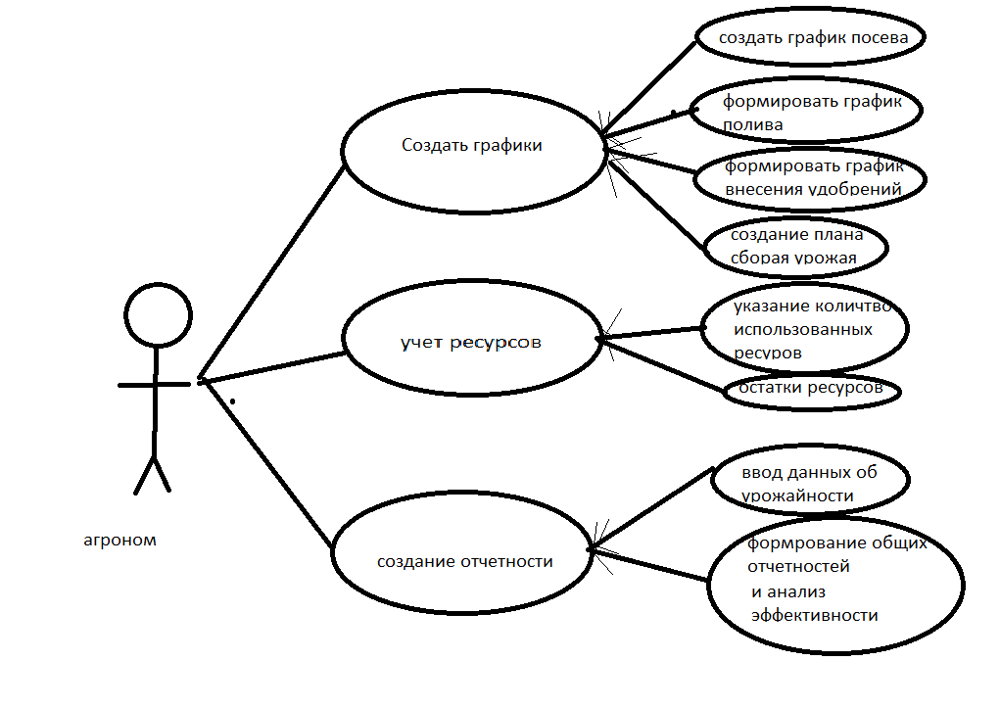 создать график посева
формировать график
полива
Создать графики
формировать график
внесения удобрений
создание плана
сборая урожая
указание количтво
использованных
ресуров
учет ресурсов
остатки ресурсов
ввод данных об
урожайности
агроном
создание отчетности
формрование общих
отчетностей
и анализ
эффективности